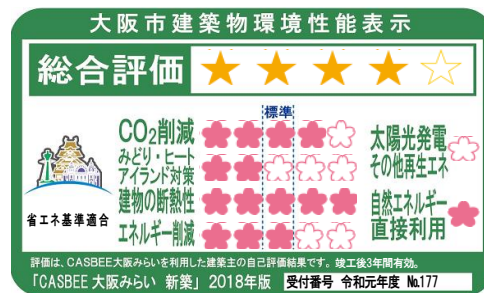 大阪市建築物環境性能表示
総合評価
標準
CO2削減
みどり・ヒート
アイランド対策
建物の断熱性
エネルギー削減
太陽光発電
その他再生エネ
自然エネルギー
直接利用
省エネ基準適合
評価は、CASBEE大阪みらいを利用した建築主の自己評価結果です。竣工後3年間有効。
「CASBEE大阪みらい 新築」2018年版 受付番号 令和元年度 No.177